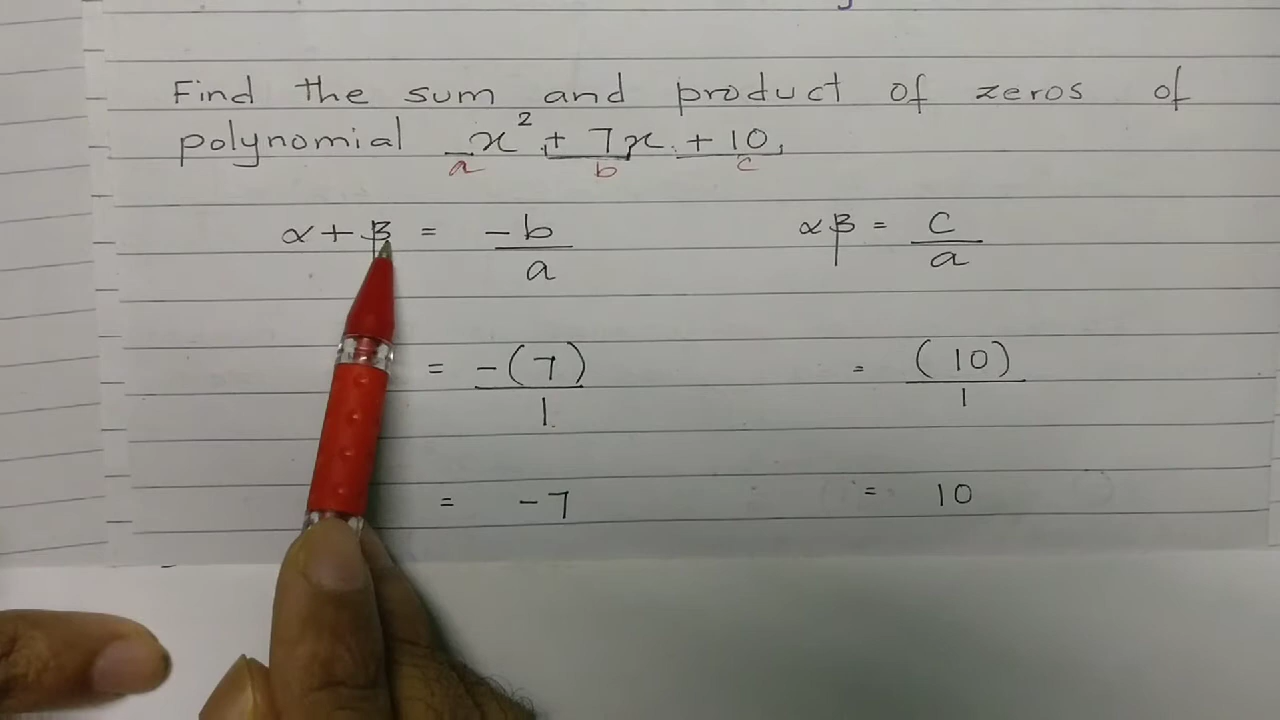 Find the sum and product of zeros of
polynomial x² + 7x + 10,
a b c
α + β = -b/a αβ = c/a
= -(7)/1 = (10)/1
= -7 = 10